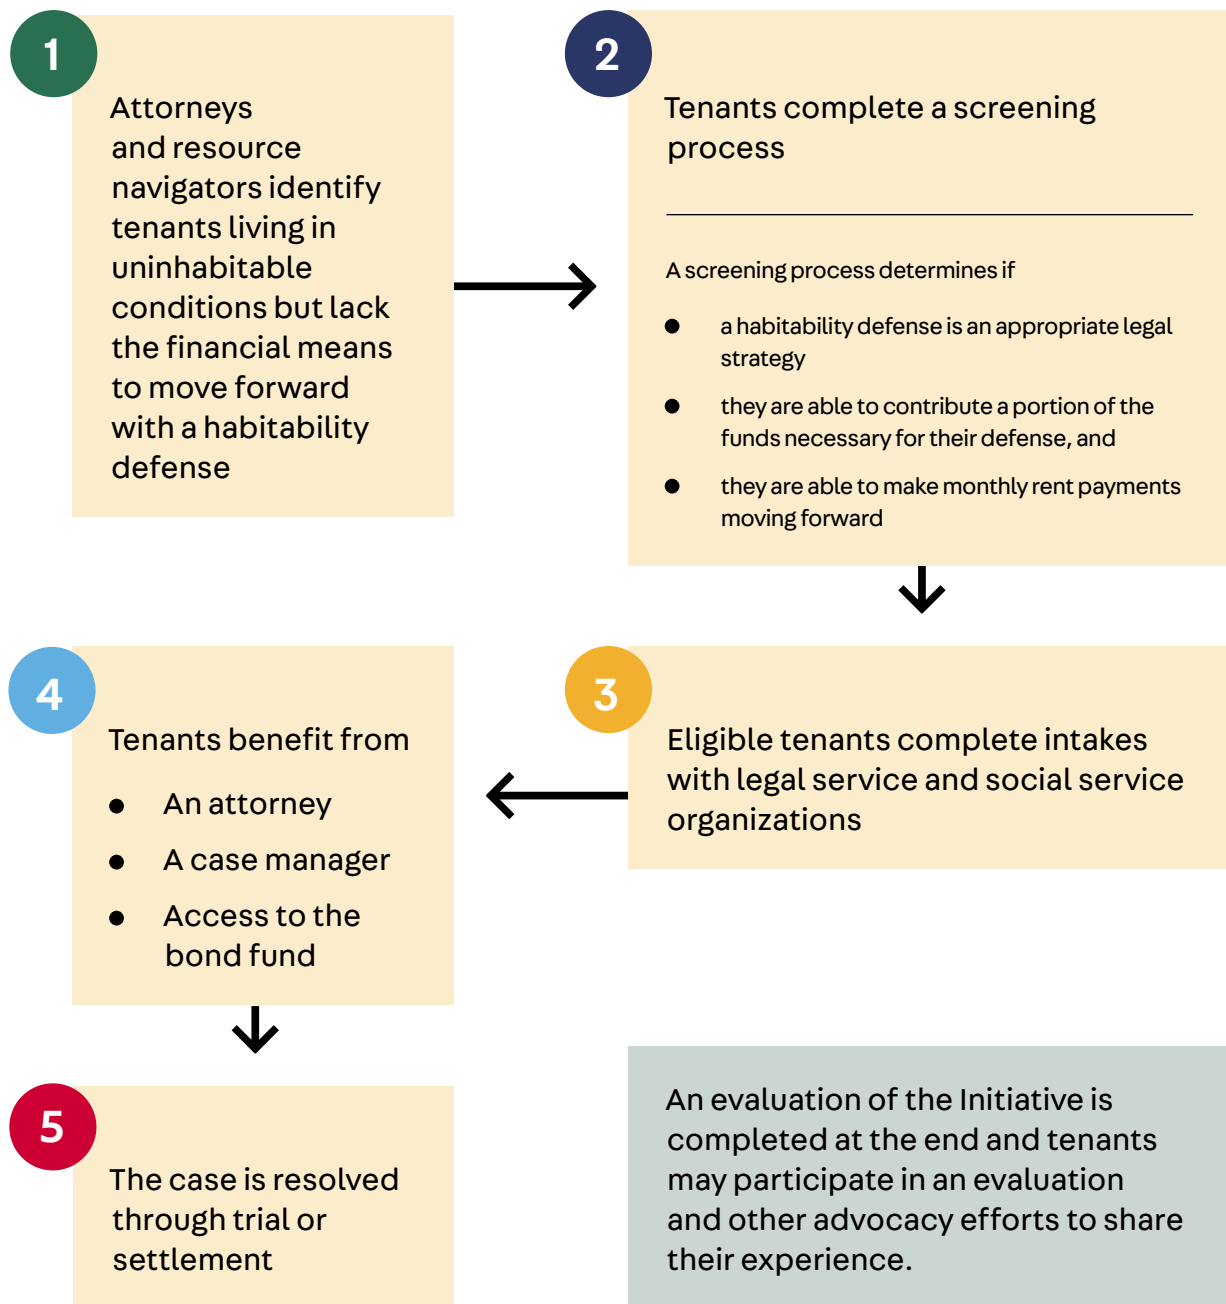 1
Attorneys
and resource
navigators identify
tenants living in
uninhabitable
conditions but lack
the financial means
to move forward
with a habitability
defense
2
Tenants complete a screening
process
A screening process determines if
● a habitability defense is an appropriate legal
strategy
● they are able to contribute a portion of the
funds necessary for their defense, and
● they are able to make monthly rent payments
moving forward
3
Eligible tenants complete intakes
with legal service and social service
organizations
4
Tenants benefit from
● An attorney
● A case manager
● Access to the
bond fund
5
The case is resolved
through trial or
settlement
An evaluation of the Initiative is
completed at the end and tenants
may participate in an evaluation
and other advocacy efforts to share
their experience.